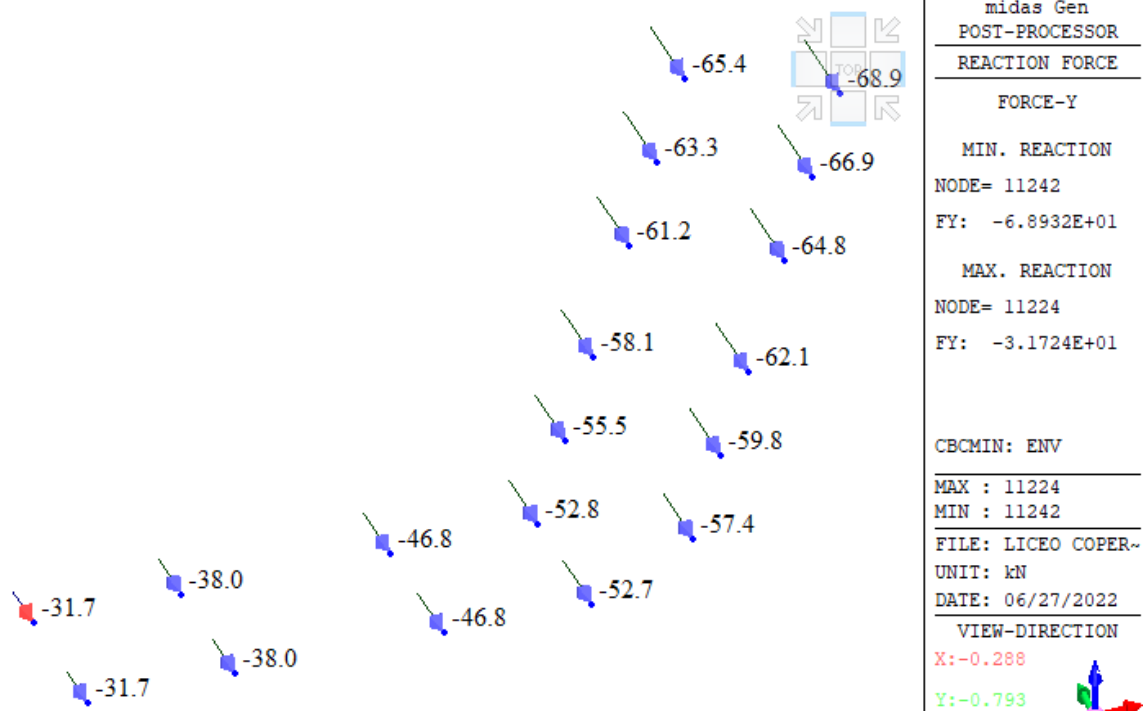 -65.4
TOP
-68.9
-63.3
-66.9
-61.2
-64.8
-58.1
-62.1
-55.5
-59.8
-52.8
-57.4
-46.8
-38.0
-52.7
-31.7
-46.8
-38.0
-31.7
midas Gen
POST-PROCESSOR
REACTION FORCE
FORCE-Y
MIN. REACTION
NODE= 11242
FY: -6.8932E+01
MAX. REACTION
NODE= 11224
FY: -3.1724E+01
CBCMIN: ENV
MAX : 11224
MIN : 11242
FILE: LICEO COPER~
UNIT: kN
DATE: 06/27/2022
VIEW-DIRECTION
X:-0.288
Y:-0.793